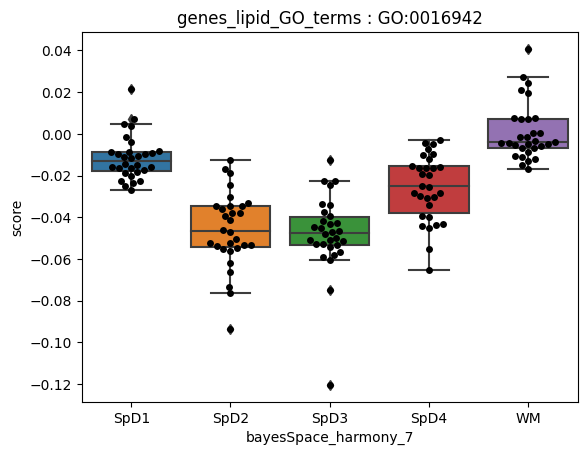 genes_lipid_GO_terms : GO:0016942
score
0.04
0.02
0.00
−0.02
−0.04
−0.06
−0.08
−0.10
−0.12
SpD1 SpD2 SpD3 SpD4 WM
bayesSpace_harmony_7